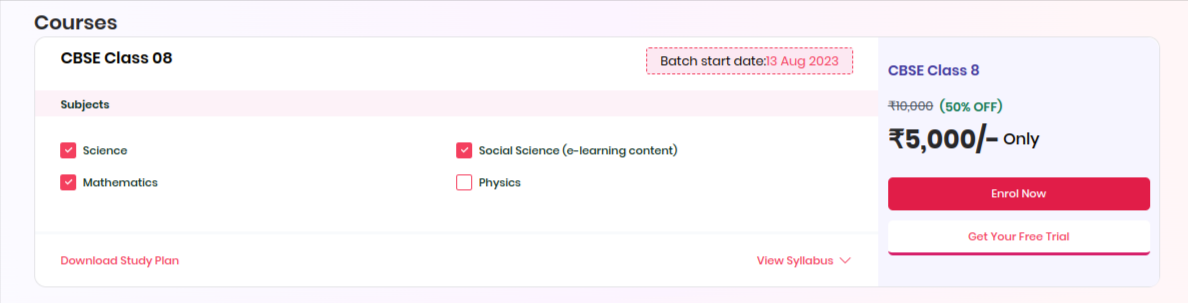 Courses
CBSE Class 08
Batch start date:13 Aug 2023
Subjects
Science
Social Science (e-learning content)
Mathematics
Physics
Download Study Plan
View Syllabus
CBSE Class 8
₹10,000 (50% OFF)
₹5,000/- Only
Enrol Now
Get Your Free Trial